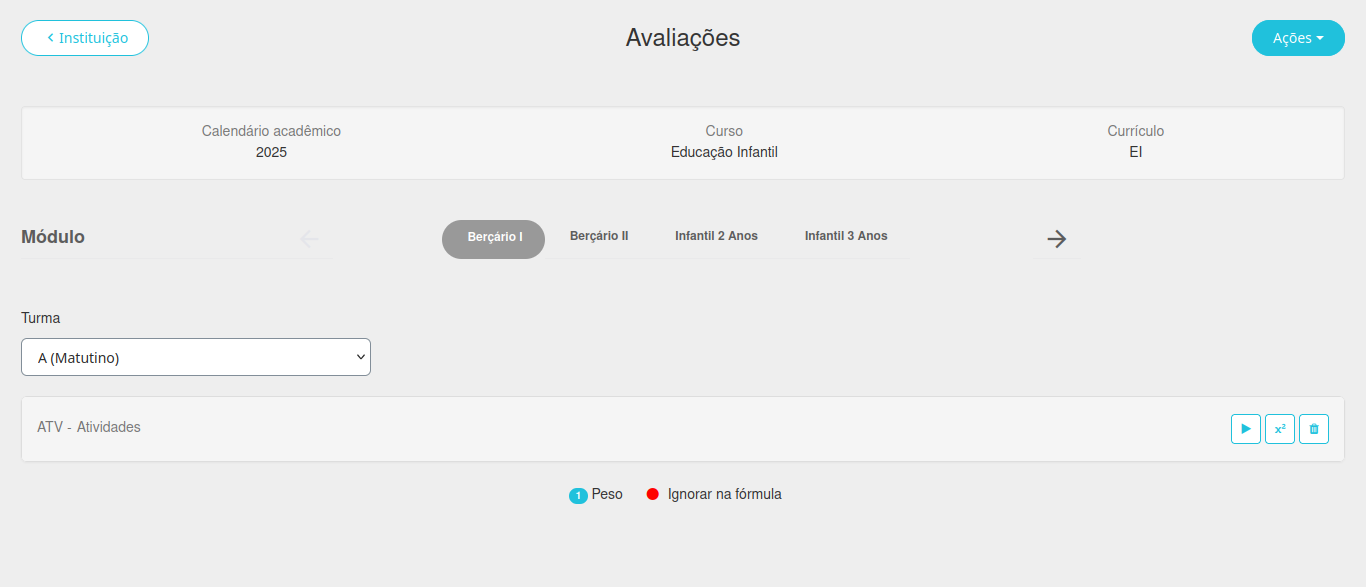 Instituição
Avaliações
Ações
Calendário acadêmico
2025
Curso
Educação Infantil
Currículo
EI
Módulo
Berçário I
Berçário II
Infantil 2 Anos
Infantil 3 Anos
Turma
A (Matutino)
ATV - Atividades
x²
1 Peso
Ignorar na fórmula